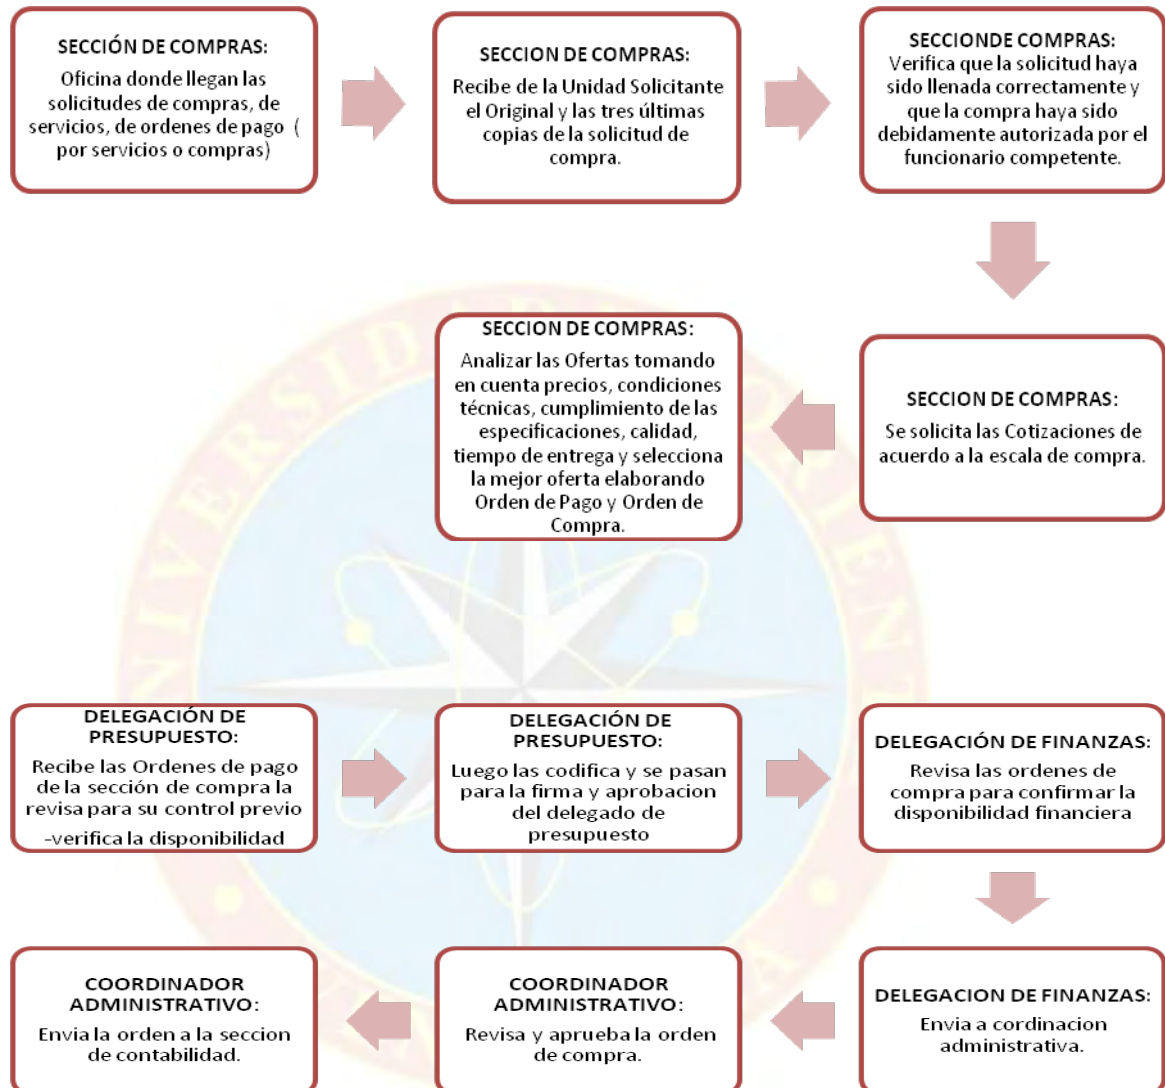 SECCIÓN DE COMPRAS:
Oficina donde llegan las
solicitudes de compras, de
servicios, de ordenes de pago (
por servicios o compras)
SECCION DE COMPRAS:
Recibe de la Unidad Solicitante
el Original y las tres últimas
copias de la solicitud de
compra.
SECCIONDE COMPRAS:
Verifica que la solicitud haya
sido llenada correctamente y
que la compra haya sido
debidamente autorizada por el
funcionario competente.
SECCION DE COMPRAS:
Se solicita las Cotizaciones de
acuerdo a la escala de compra.
SECCION DE COMPRAS:
Analizar las Ofertas tomando
en cuenta precios, condiciones
técnicas, cumplimiento de las
especificaciones, calidad,
tiempo de entrega y selecciona
la mejor oferta elaborando
Orden de Pago y Orden de
Compra.
DELEGACIÓN DE
PRESUPUESTO:
Recibe las Ordenes de pago
de la sección de compra la
revisa para su control previo
-verifica la disponibilidad
DELEGACIÓN DE
PRESUPUESTO:
Luego las codifica y se pasan
para la firma y aprobacion
del delegado de
presupuesto
DELEGACIÓN DE FINANZAS:
Revisa las ordenes de
compra para confirmar la
disponibilidad financiera
DELEGACION DE FINANZAS:
Envia a cordinacion
administrativa.
COORDINADOR
ADMINISTRATIVO:
Revisa y aprueba la orden
de compra.
COORDINADOR
ADMINISTRATIVO:
Envia la orden a la seccion
de contabilidad.